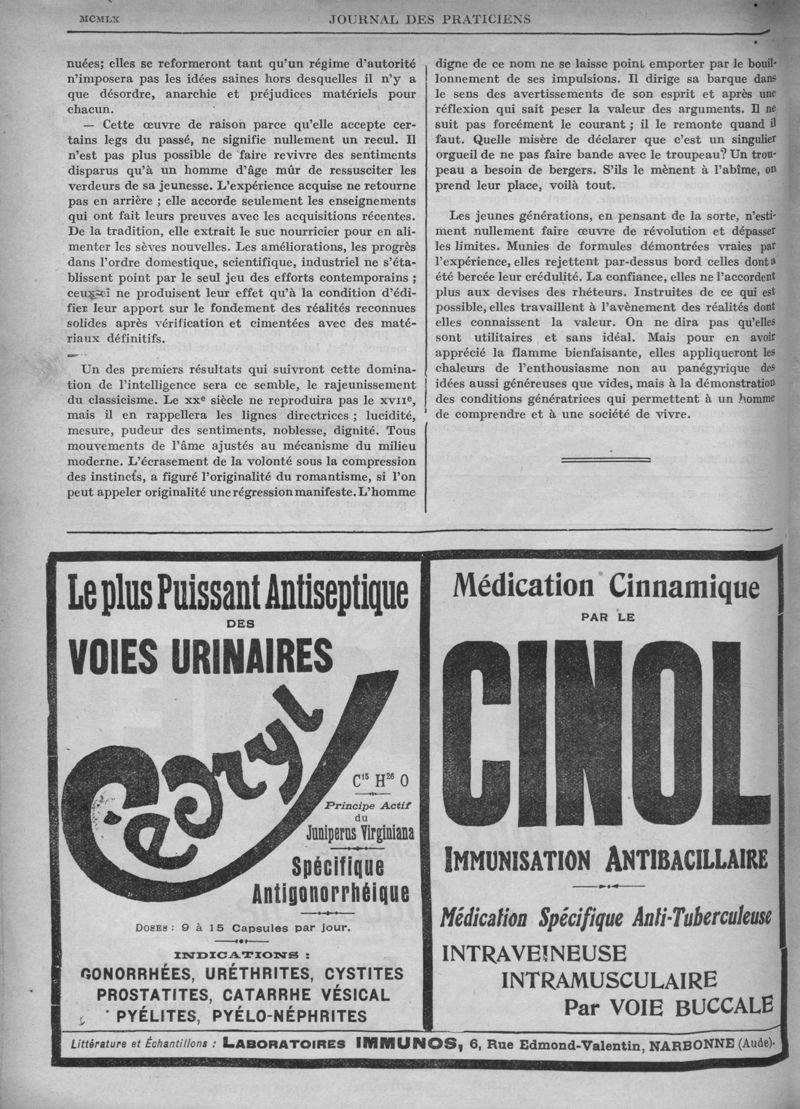 MCMLX
JOURNAL DES PRATICIENS
nuées; elles se reformeront tant qu'un régime d'autorité
n'imposera pas les idées saines hors desquelles il n'y a
que désordre, anarchie et préjudices matériels pour
chacun.
— Cette œuvre de raison parce qu'elle accepte cer-
tains legs du passé, ne signifie nullement un recul. Il
n'est pas plus possible de faire revivre des sentiments
disparus qu'à un homme d'âge mûr de ressusciter les
verdeurs de sa jeunesse. L'expérience acquise ne retourne
pas en arrière ; elle accorde seulement les enseignements
qui ont fait leurs preuves avec les acquisitions récentes.
De la tradition, elle extrait le suc nourricier pour en ali-
menter les sèves nouvelles. Les améliorations, les progrès
dans l'ordre domestique, scientifique, industriel ne s'éta-
blissent point par le seul jeu des efforts contemporains ;
ceux-ci ne produisent leur effet qu'à la condition d'édi-
fier leur apport sur le fondement des réalités reconnues
solides après vérification et cimentées avec des maté-
riaux définitifs.
Un des premiers résultats qui suivront cette domina-
tion de l'intelligence sera ce semble, le rajeunissement
du classicisme. Le XXe siècle ne reproduira pas le XVIIe,
mais il en rappellera les lignes directrices ; lucidité,
mesure, pudeur des sentiments, noblesse, dignité. Tous
mouvements de l'âme ajustés au mécanisme du milieu
moderne. L'écrasement de la volonté sous la compression
des instincts, a figuré l'originalité du romantisme, si l'on
peut appeler originalité une régression manifeste. L'homme
digne de ce nom ne se laisse point emporter par le bouil-
lonnement de ses impulsions. Il dirige sa barque dans
le sens des avertissements de son esprit et après une
réflexion qui sait peser la valeur des arguments. Il ne
suit pas forcément le courant ; il le remonte quand il
faut. Quelle misère de déclarer que c'est un singulier
orgueil de ne pas faire bande avec le troupeau? Un trou-
peau a besoin de bergers. S'ils le mènent à l'abîme, on
prend leur place, voilà tout.
Les jeunes générations, en pensant de la sorte, n'esti-
ment nullement faire œuvre de révolution et dépasser
les limites. Munies de formules démontrées vraies par
l'expérience, elles rejettent par-dessus bord celles dont a
été bercée leur crédulité. La confiance, elles ne l'accordent
plus aux devises des rhéteurs. Instruites de ce qui est
possible, elles travaillent à l'avènement des réalités dont
elles connaissent la valeur. On ne dira pas qu'elles
sont utilitaires et sans idéal. Mais pour en avoir
apprécié la flamme bienfaisante, elles appliqueront les
chaleurs de l'enthousiasme non au panégyrique des
idées aussi généreuses que vides, mais à la démonstration
des conditions génératrices qui permettent à un homme
de comprendre et à une société de vivre.
Le plus Puissant Antiseptique
DES
VOIES URINAIRES
Cedryl
C15 H26 O
Principe Actif
du
Juniperus Virginiana
Spécifique
Antigonorrhéique
DOSES : 9 à 15 Capsules par jour.
INDICATIONS :
GONORRHÉES, URÉTHRITES, CYSTITES
PROSTATITES, CATARRHE VÉSICAL
PYÉLITES, PYÉLO-NÉPHRITES
Médication Cinnamique
PAR LE
CINOL
IMMUNISATION ANTIBACILLAIRE
Médication Spécifique Anti-Tuberculeuse
INTRAVEINEUSE
INTRAMUSCULAIRE
Par VOIE BUCCALE
Littérature et Échantillons : LABORATOIRES IMMUNOS, 6, Rue Edmond-Valentin, NARBONNE (Aude).